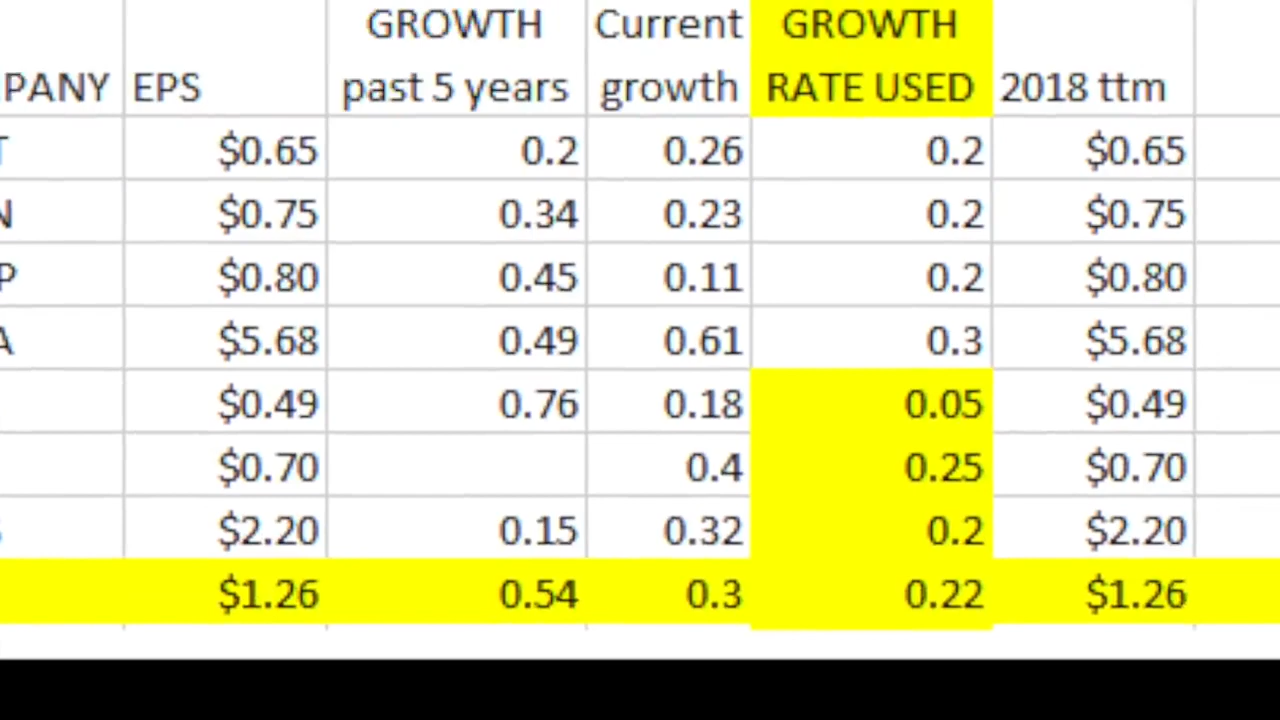 GROWTH Current GROWTH
PANY EPS past 5 years growth RATE USED 2018 ttm
T $0.65 0.2 0.26 0.2 $0.65
N $0.75 0.34 0.23 0.2 $0.75
P $0.80 0.45 0.11 0.2 $0.80
A $5.68 0.49 0.61 0.3 $5.68
$0.49 0.76 0.18 0.05 $0.49
$0.70 0.4 0.25 $0.70
$2.20 0.15 0.32 0.2 $2.20
$1.26 0.54 0.3 0.22 $1.26